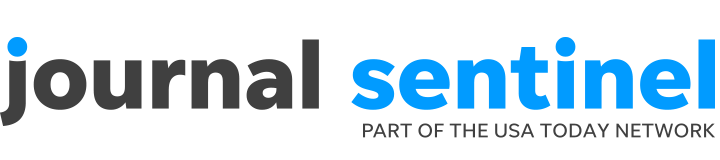 journal sentinel
PART OF THE USA TODAY NETWORK